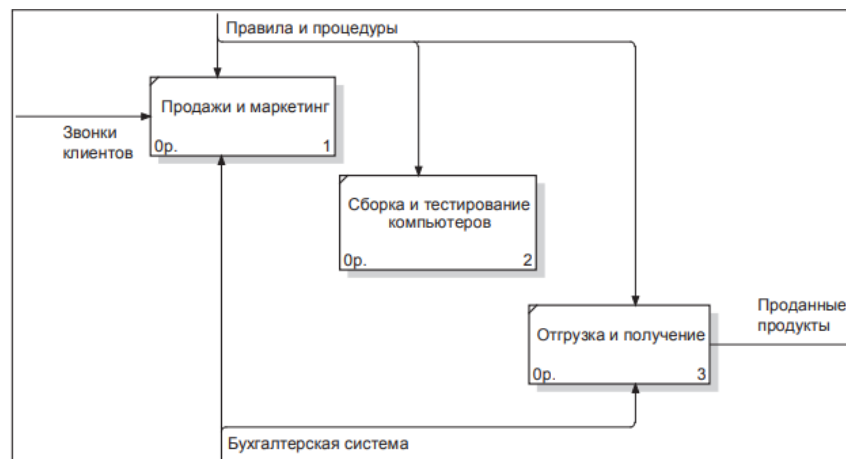 Правила и процедуры
Продажи и маркетинг
0р. 1
Звонки
клиентов
Сборка и тестирование
компьютеров
0р. 2
Проданные
продукты
Отгрузка и получение
0р. 3
Бухгалтерская система